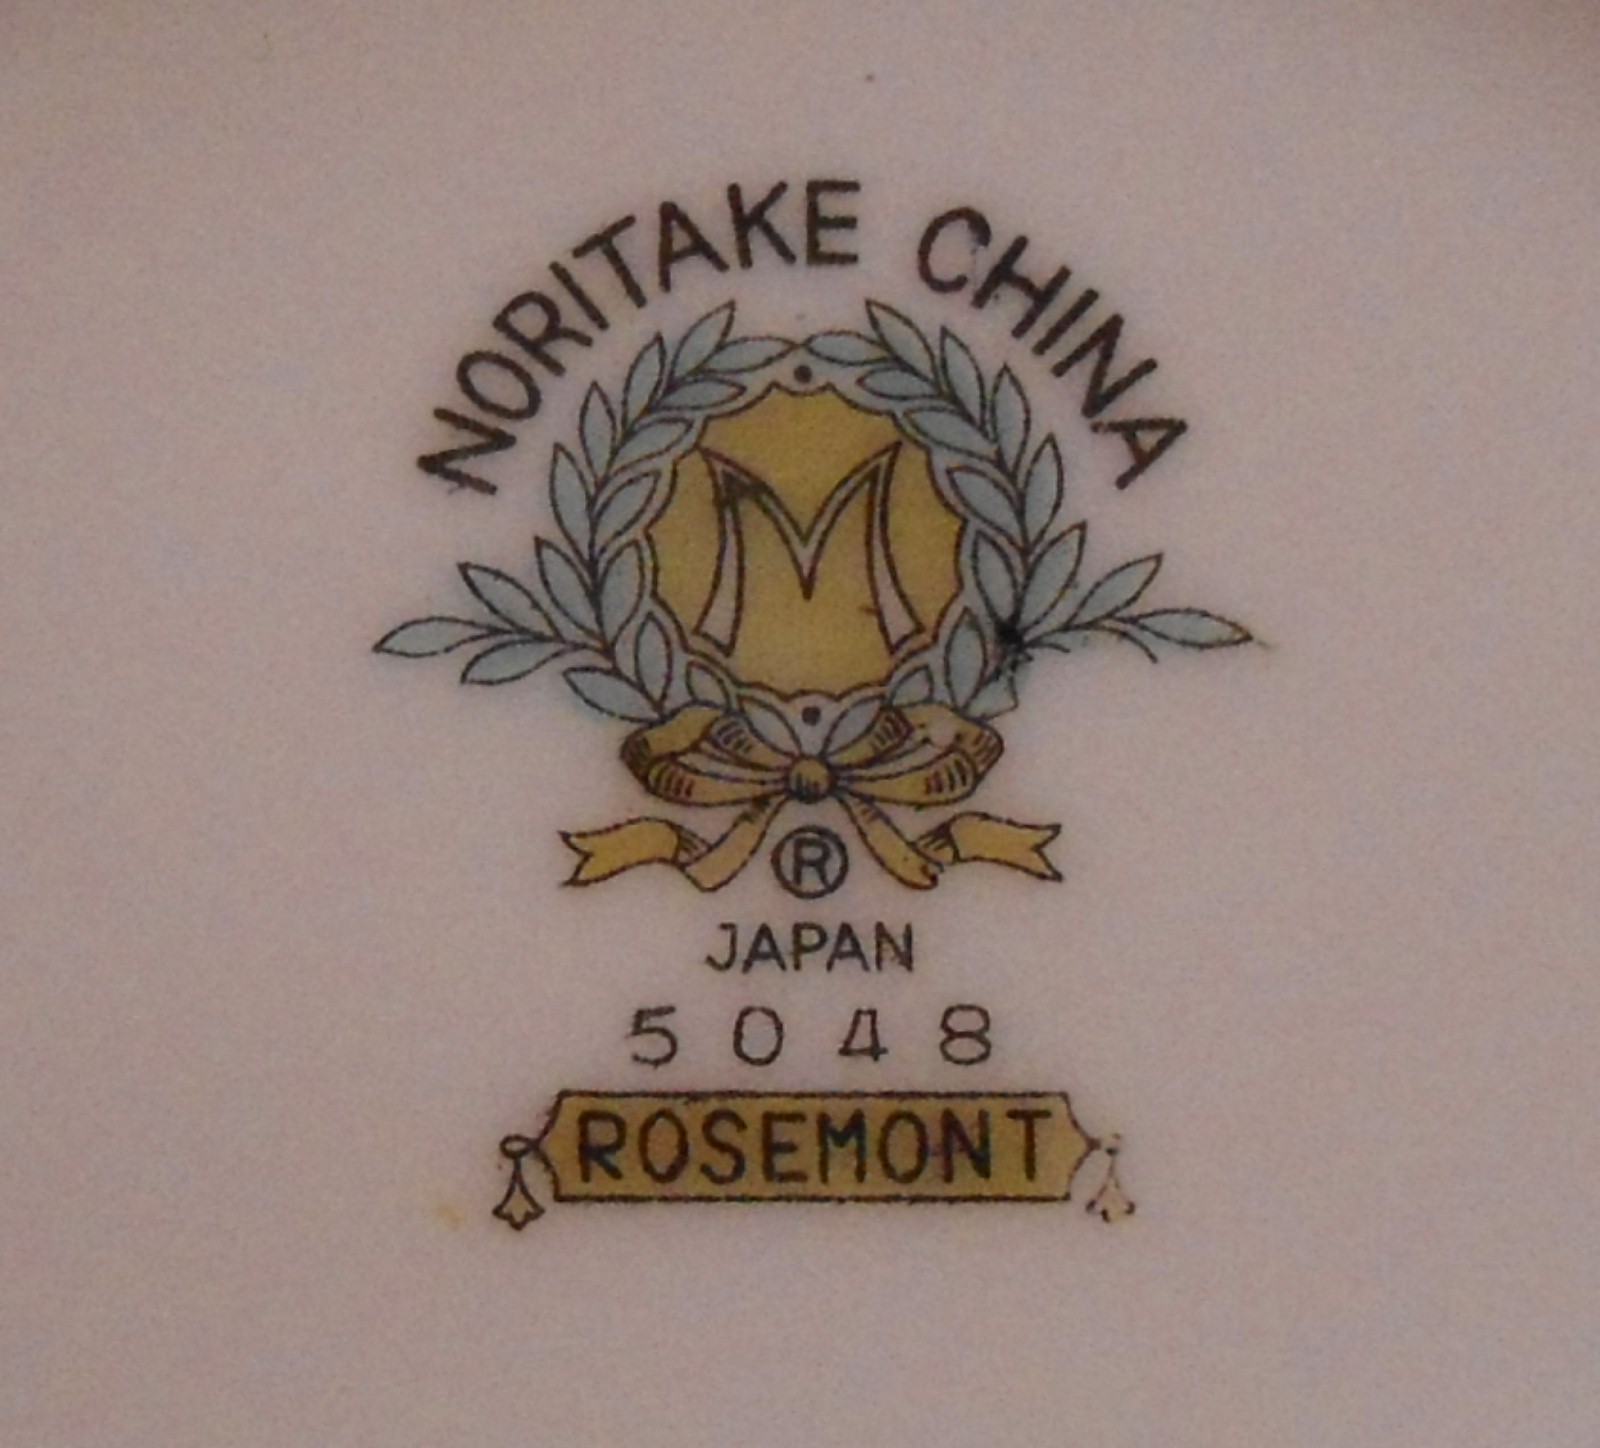 NORITAKE CHINA
M
®
JAPAN
5048
ROSEMONT